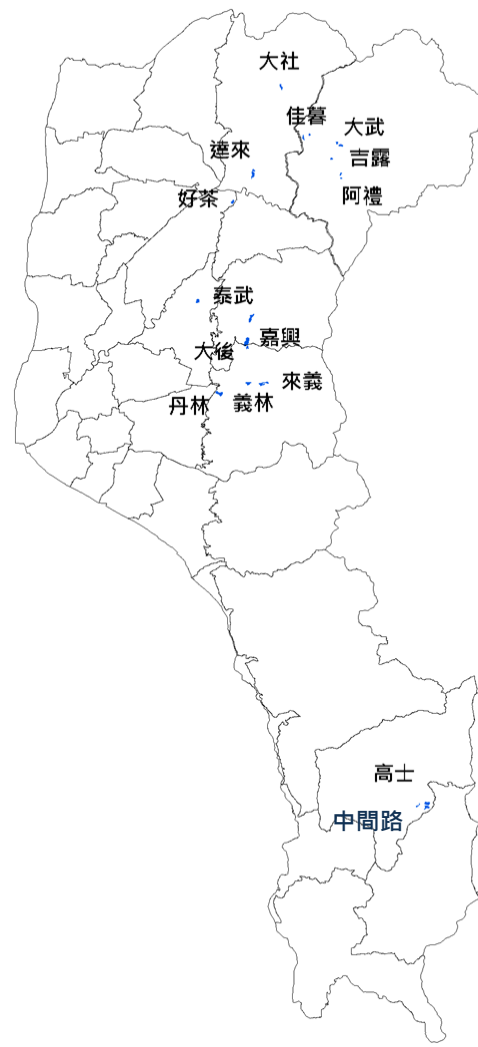 大社
佳暮
大武
達來
吉露
阿禮
好茶
泰武
嘉興
大後
來義
義林
丹林
高士
中間路